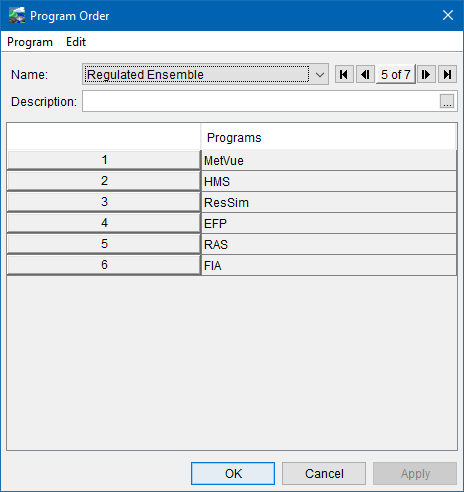 Program Order
Program Edit
Name: Regulated Ensemble 5 of 7
Description: ...
Programs
1 MetVue
2 HMS
3 ResSim
4 EFP
5 RAS
6 FIA
OK Cancel Apply